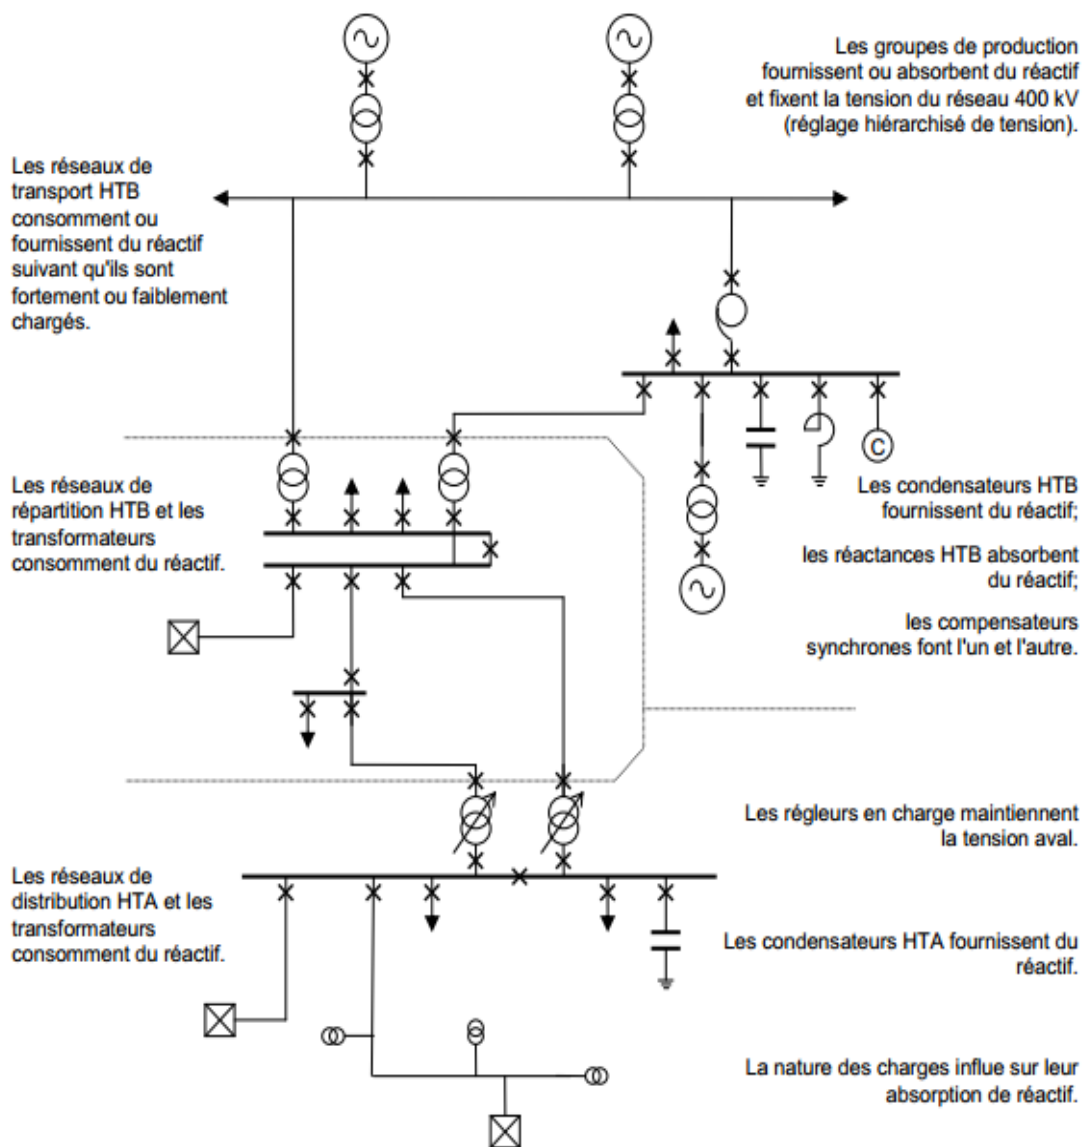 Les groupes de production
fournissent ou absorbent du réactif
et fixent la tension du réseau 400 kV
(réglage hiérarchisé de tension).
Les réseaux de
transport HTB
consomment ou
fournissent du réactif
suivant qu'ils sont
fortement ou faiblement
chargés.
C
Les réseaux de
répartition HTB et les
transformateurs
consomment du réactif.
Les condensateurs HTB
fournissent du réactif;
les réactances HTB absorbent
du réactif;
les compensateurs
synchrones font l'un et l'autre.
Les régleurs en charge maintiennent
la tension aval.
Les réseaux de
distribution HTA et les
transformateurs
consomment du réactif.
Les condensateurs HTA fournissent du
réactif.
La nature des charges influe sur leur
absorption de réactif.